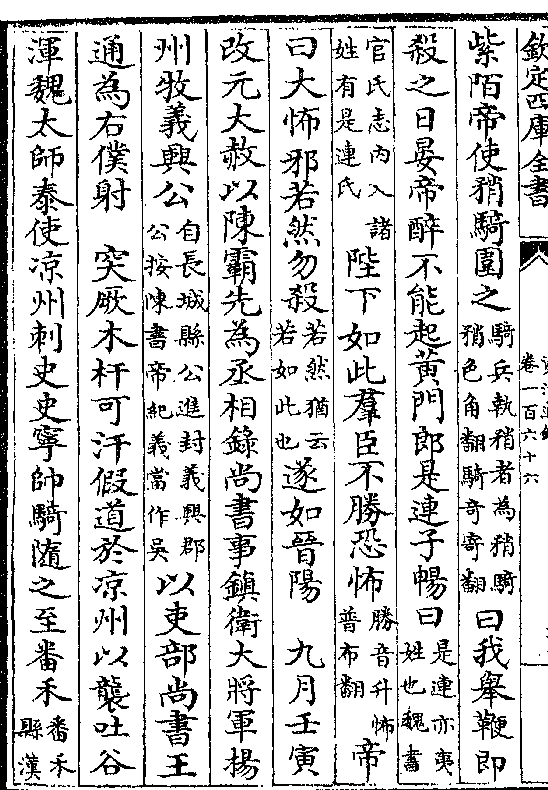 欽定四庫全書
卷一百六十六
紫陌帝使矟騎圍之騎兵執矟者為矟騎矟色角翻騎奇寄翻曰我舉鞭即
殺之日晏帝醉不能起黃門郎是連子暢曰是連亦夷姓也魏書
官氏志内入諸姓有是連氏陛下如此羣臣不勝恐怖勝音升怖普布翻帝
曰大怖邪若然勿殺若然猶云若如此也遂如晉陽 九月壬寅
改元大赦以陳霸先為丞相錄尚書事鎮衛大將軍揚
州牧義興公自長城縣公進封義興郡公按陳書帝紀義當作吳以吏部尚書王
通為右僕射 突厥木杆可汗假道於凉州以襲吐谷
渾魏太師泰使凉州刺史史寧帥騎隨之至番禾番禾縣漢